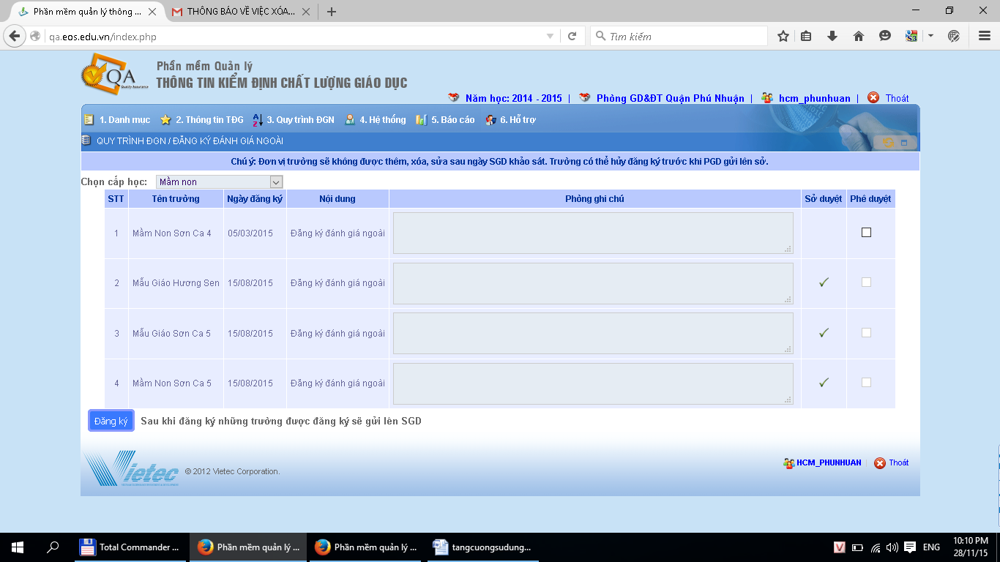 Phần mềm quản lý thông ...
THÔNG BÁO VỀ VIỆC XÓA...
qa.eos.edu.vn/index.php
Tìm kiếm
QA
Quality Assurance
Phần mềm Quản lý
THÔNG TIN KIỂM ĐỊNH CHẤT LƯỢNG GIÁO DỤC
Năm học: 2014 - 2015 | Phòng GD&ĐT Quận Phú Nhuận | hcm_phunhuan | Thoát
1. Danh mục 2. Thông tin TĐG 3. Quy trình ĐGN 4. Hệ thống 5. Báo cáo 6. Hỗ trợ
QUY TRÌNH ĐGN / ĐĂNG KÝ ĐÁNH GIÁ NGOÀI
Chú ý: Đơn vị trường sẽ không được thêm, xóa, sửa sau ngày SGD khảo sát. Trường có thể hủy đăng ký trước khi PGD gửi lên sở.
Chọn cấp học: Mầm non
STT Tên trường Ngày đăng ký Nội dung Phòng ghi chú Sở duyệt Phê duyệt
1 Mầm Non Sơn Ca 4 05/03/2015 Đăng ký đánh giá ngoài
2 Mẫu Giáo Hương Sen 15/08/2015 Đăng ký đánh giá ngoài
3 Mẫu Giáo Sơn Ca 5 15/08/2015 Đăng ký đánh giá ngoài
4 Mầm Non Sơn Ca 5 15/08/2015 Đăng ký đánh giá ngoài
Đăng ký Sau khi đăng ký những trường được đăng ký sẽ gửi lên SGD
Vietec © 2012 Vietec Corporation.
HCM_PHUNHUAN Thoát
Total Commander ...
Phần mềm quản lý ...
Phần mềm quản lý ...
tangcuongsudung...
ENG
10:10 PM
28/11/15